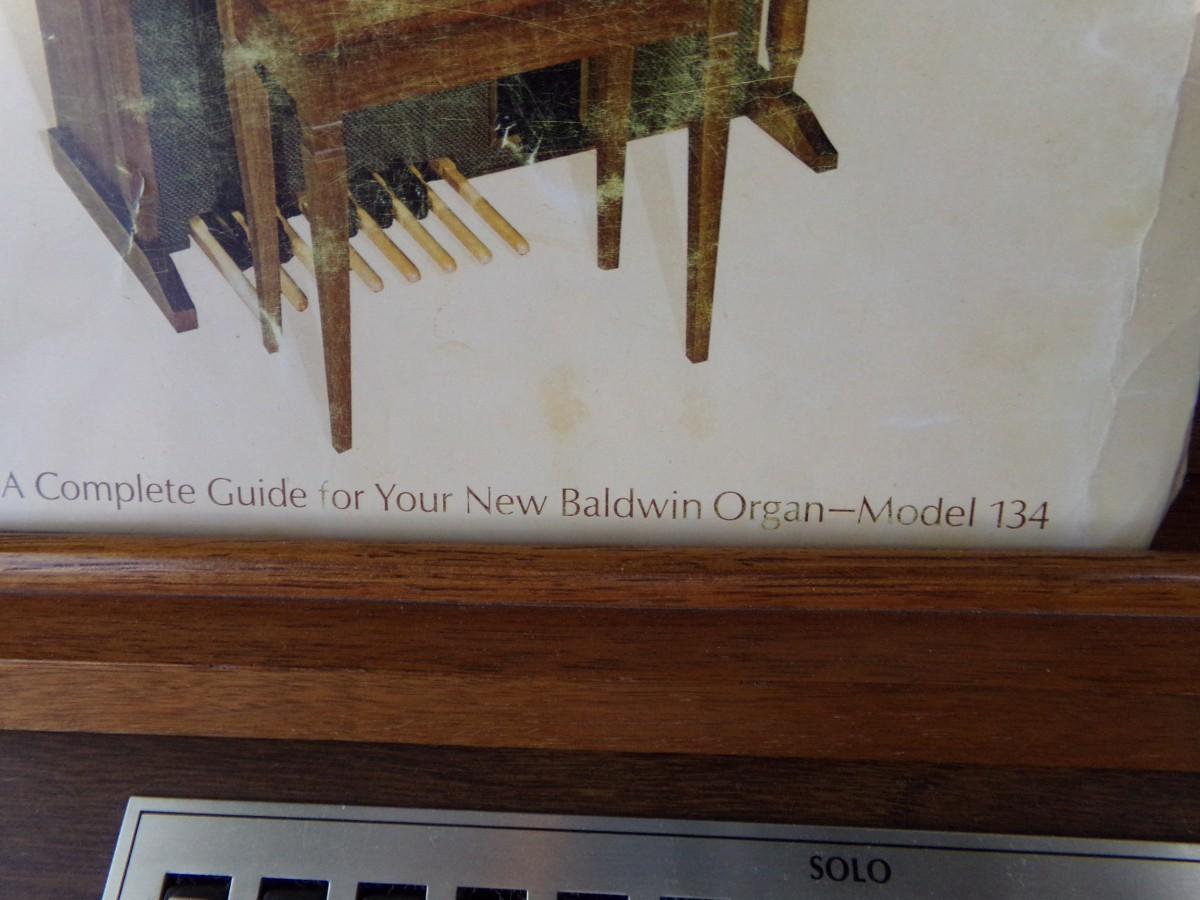 A Complete Guide for Your New Baldwin Organ—Model 134
SOLO